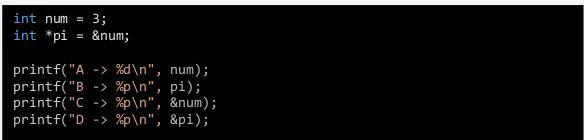 int num = 3;
int *pi = &num;
printf("A -> %d\n", num);
printf("B -> %p\n", pi);
printf("C -> %p\n", &num);
printf("D -> %p\n", &pi);